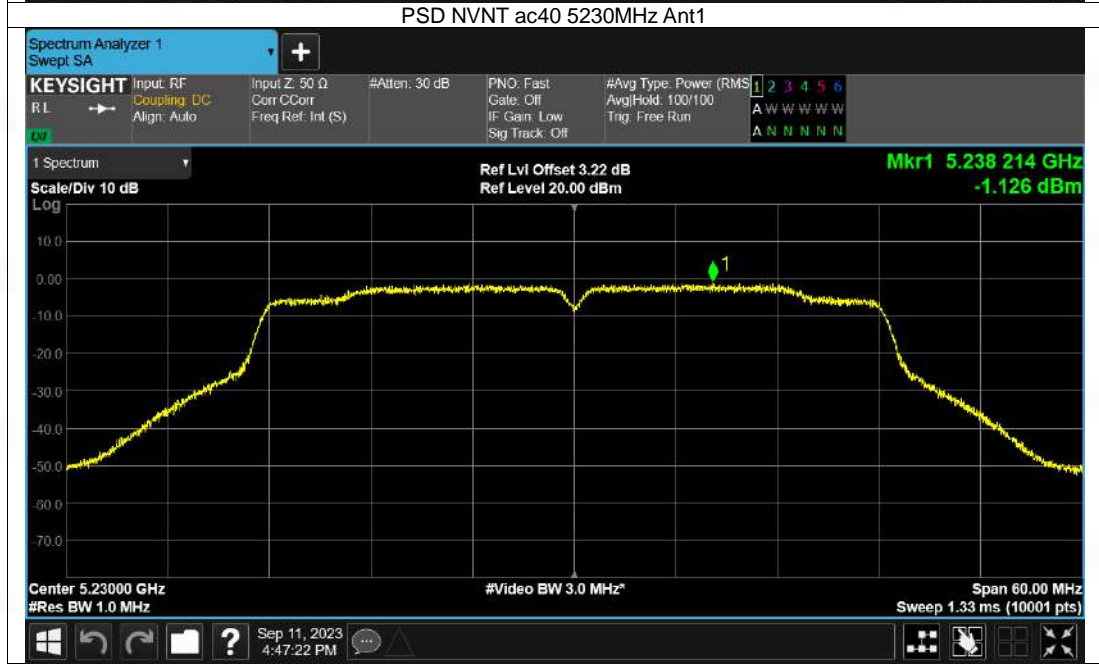 PSD NVNT ac40 5230MHz Ant1
Spectrum Analyzer 1
Swept SA
+
KEYSIGHT
RL
LXI
Input: RF
Coupling: DC
Align: Auto
Input Z: 50 Ω
Corr CCorr
Freq Ref: Int (S)
#Atten: 30 dB
PNO: Fast
Gate: Off
IF Gain: Low
Sig Track: Off
#Avg Type: Power (RMS
Avg|Hold: 100/100
Trig: Free Run
1 2 3 4 5 6
A W W W W W
A N N N N N
1 Spectrum
Scale/Div 10 dB
Ref Lvl Offset 3.22 dB
Ref Level 20.00 dBm
Mkr1 5.238 214 GHz
-1.126 dBm
Log
10.0
0.00
-10.0
-20.0
-30.0
-40.0
-50.0
-60.0
-70.0
1
Center 5.23000 GHz
#Res BW 1.0 MHz
#Video BW 3.0 MHz*
Span 60.00 MHz
Sweep 1.33 ms (10001 pts)
?
Sep 11, 2023
4:47:22 PM